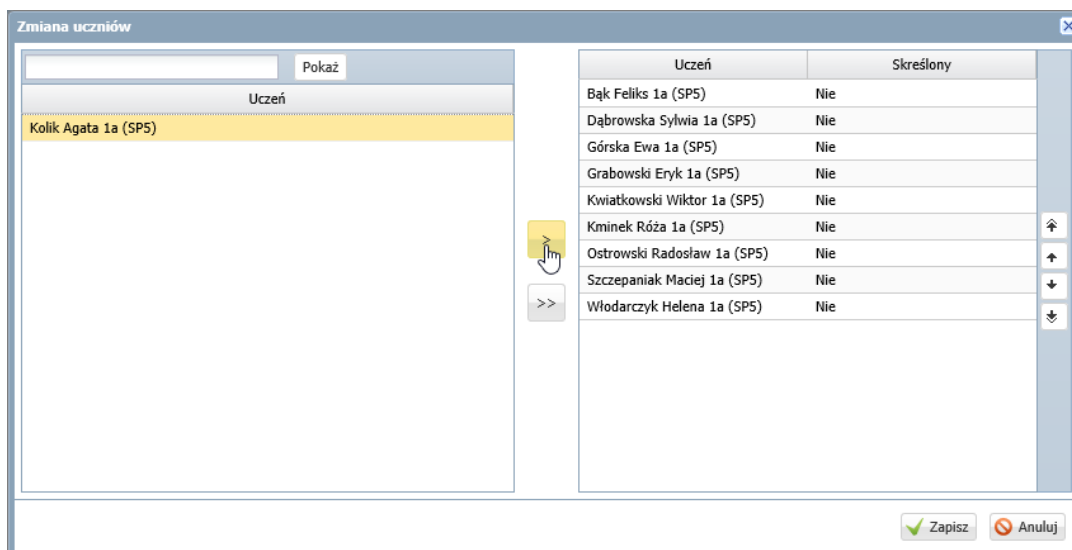 Zmiana uczniów
Pokaż
Uczeń
Kolik Agata 1a (SP5)
>
>>
Uczeń Skreślony
Bąk Feliks 1a (SP5) Nie
Dąbrowska Sylwia 1a (SP5) Nie
Górska Ewa 1a (SP5) Nie
Grabowski Eryk 1a (SP5) Nie
Kwiatkowski Wiktor 1a (SP5) Nie
Kminek Róża 1a (SP5) Nie
Ostrowski Radosław 1a (SP5) Nie
Szczepaniak Maciej 1a (SP5) Nie
Włodarczyk Helena 1a (SP5) Nie
Zapisz Anuluj